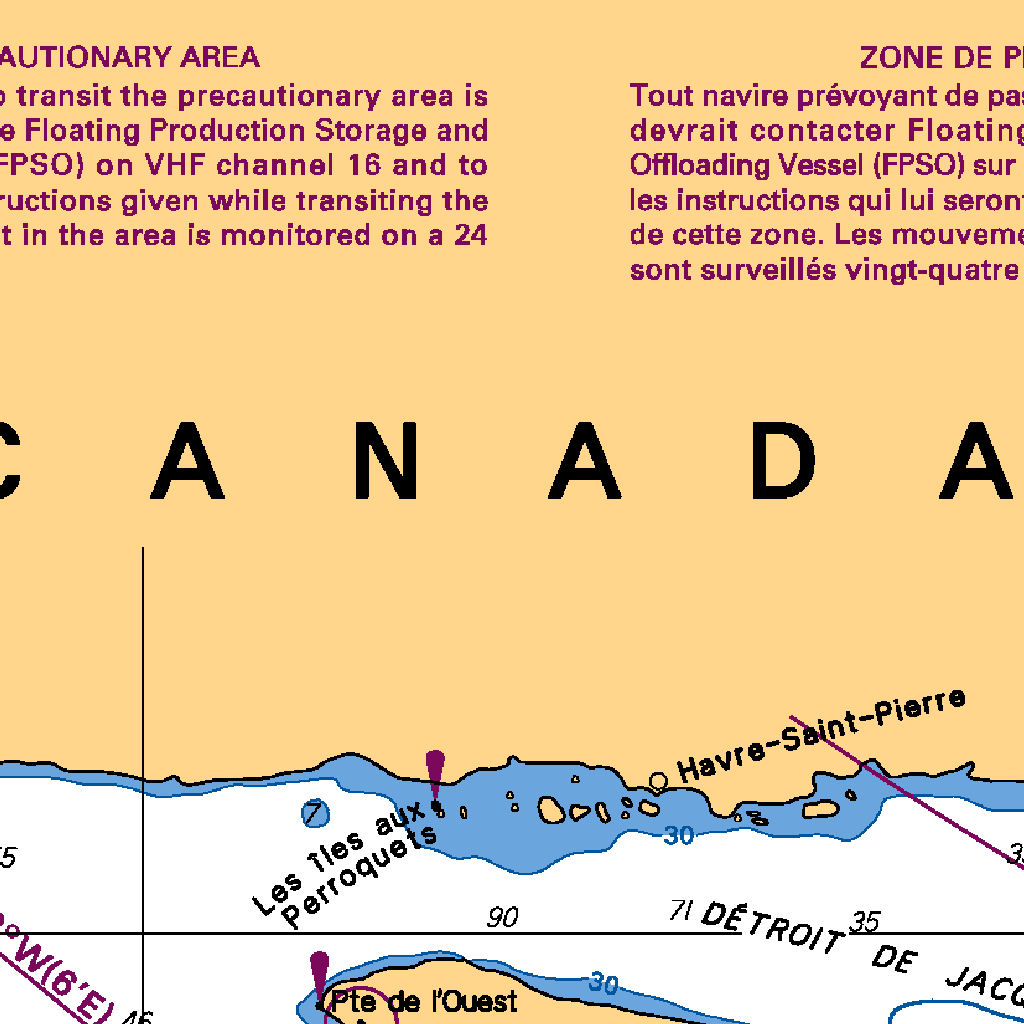 AUTIONARY AREA
transit the precautionary area is
e Floating Production Storage and
FPSO) on VHF channel 16 and to
ructions given while transiting the
t in the area is monitored on a 24
ZONE DE P
Tout navire prévoyant de pas
devrait contacter Floating
Offloading Vessel (FPSO) sur
les instructions qui lui seront
de cette zone. Les mouveme
sont surveillés vingt-quatre
CANADA
Havre-Saint-Pierre
7
Les Îles aux
Perroquets
30
5
90
71
DÉTROIT DE JACQ
35
°W(6'E)
46
30
Pte de l'Ouest